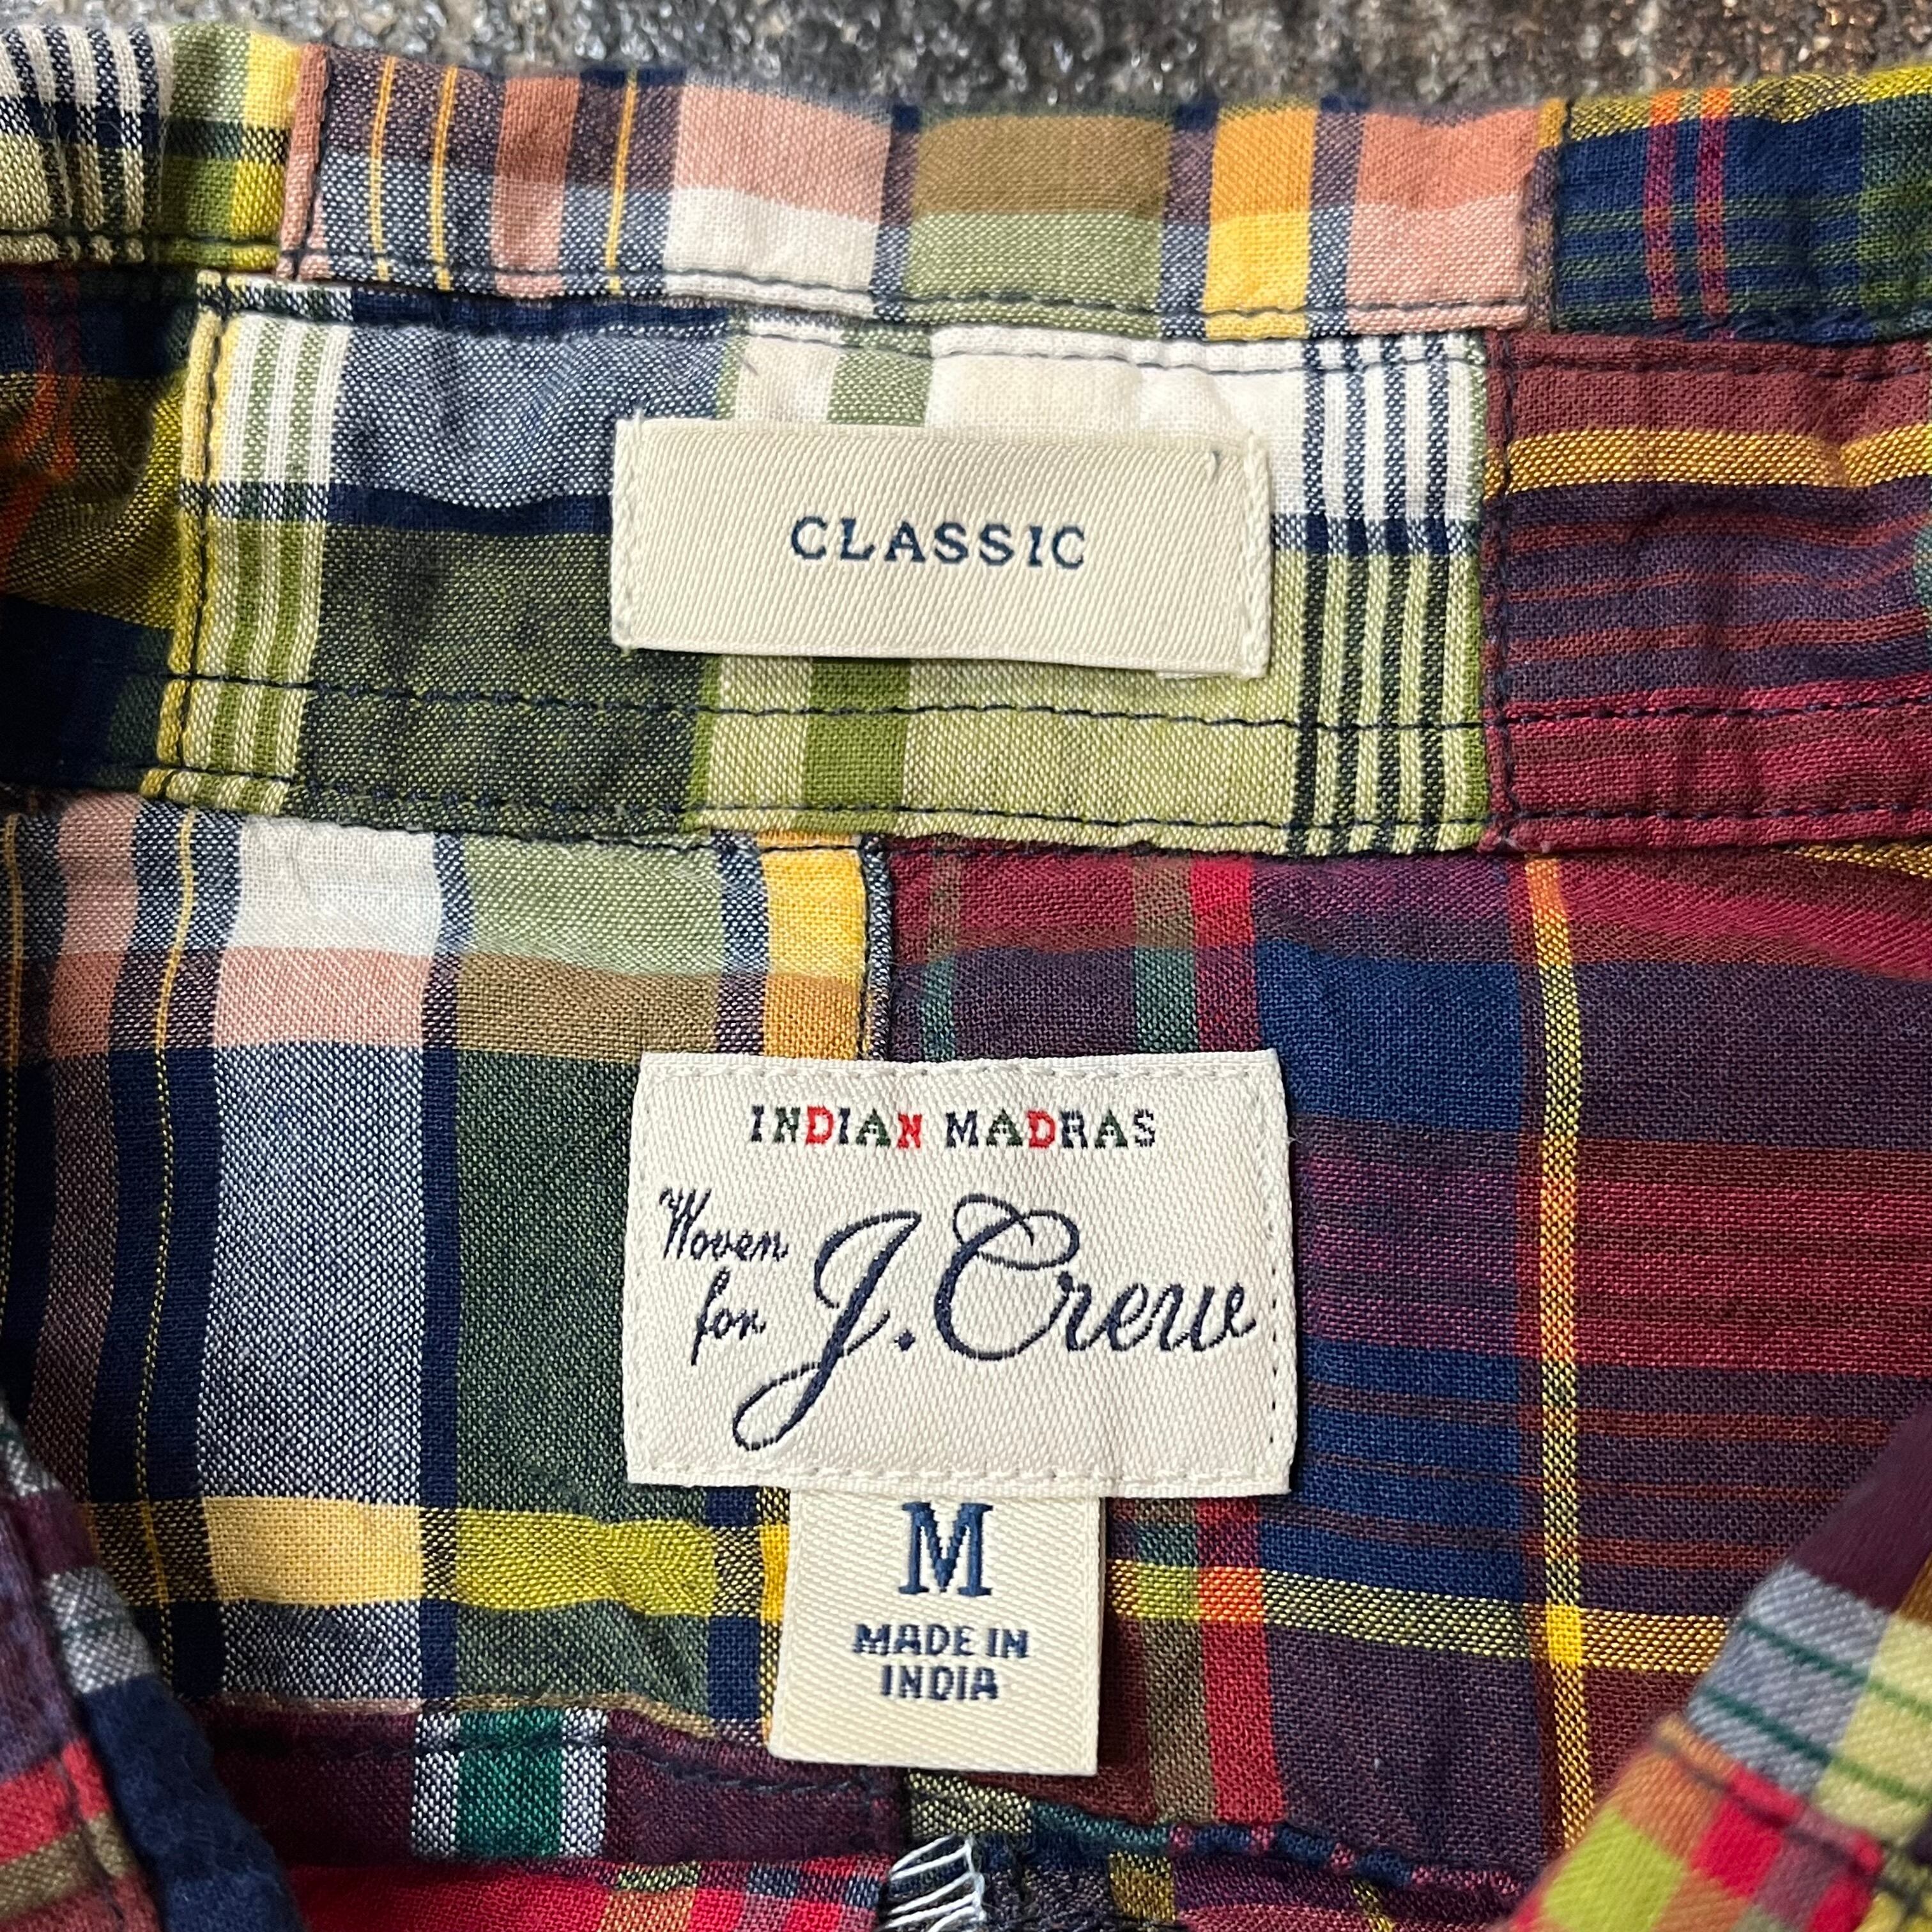 CLASSIC
INDIAN MADRAS
Woven
for J.Crew
M
MADE IN
INDIA